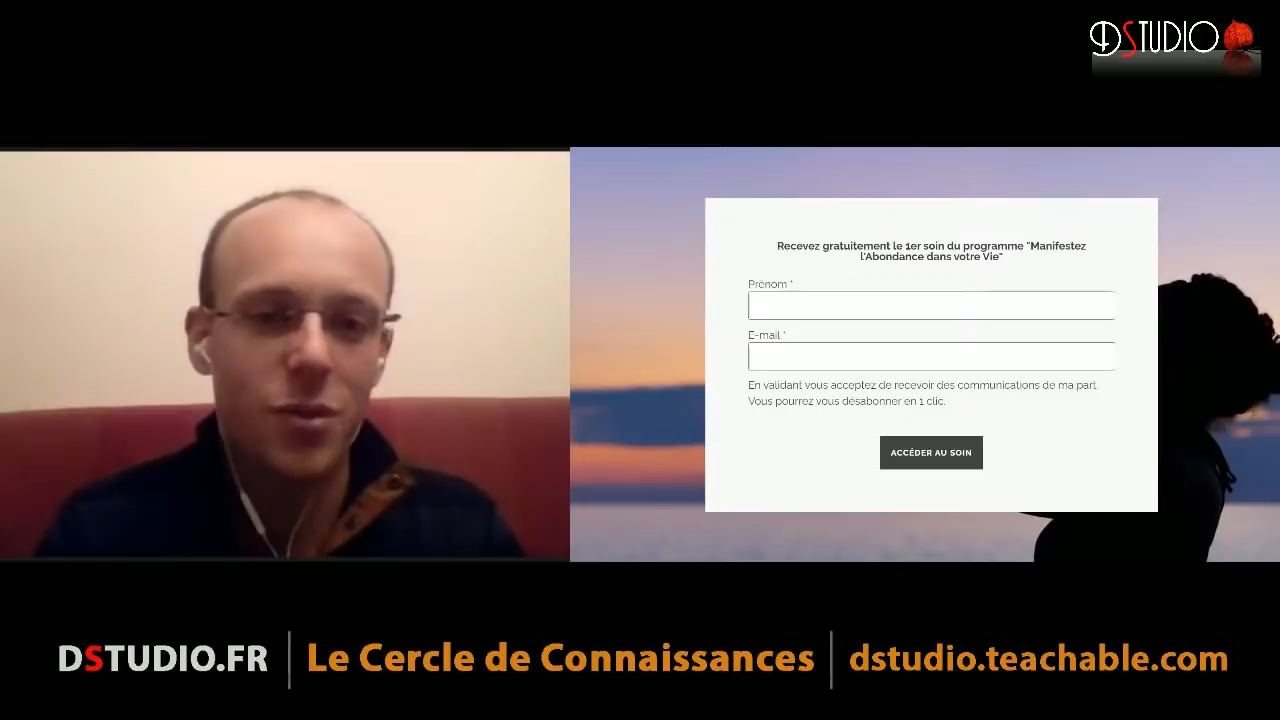 DSTUDIO
Recevez gratuitement le 1er soin du programme "Manifestez
l'Abondance dans votre Vie"
Prénom *
E-mail *
En validant vous acceptez de recevoir des communications de ma part.
Vous pourrez vous désabonner en 1 clic.
ACCÉDER AU SOIN
DSTUDIO.FR | Le Cercle de Connaissances | dstudio.teachable.com